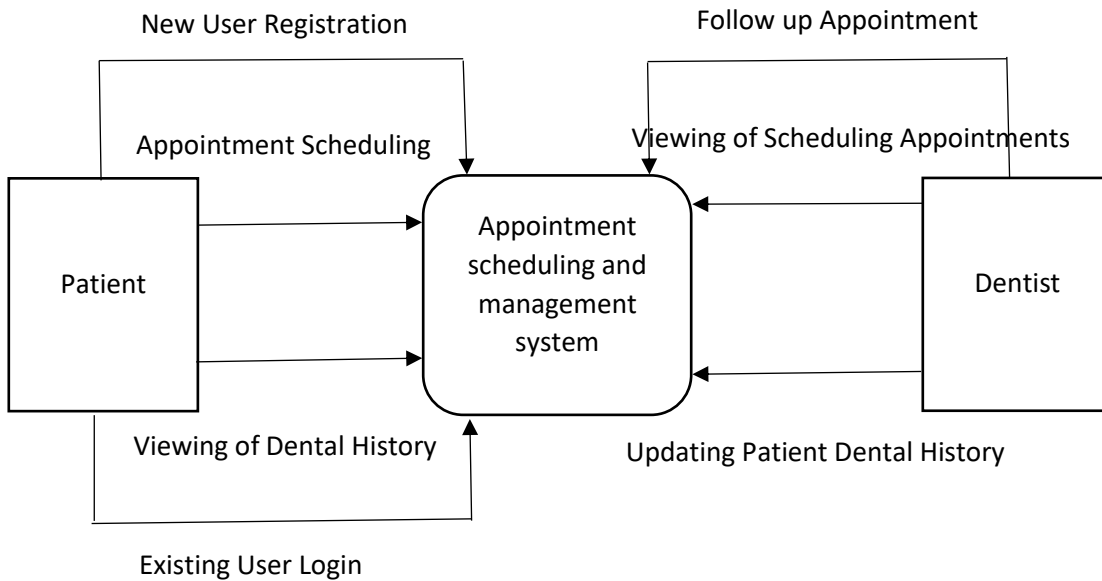 New User Registration
Follow up Appointment
Appointment Scheduling
Viewing of Scheduling Appointments
Patient
Appointment
scheduling and
management
system
Dentist
Viewing of Dental History
Updating Patient Dental History
Existing User Login